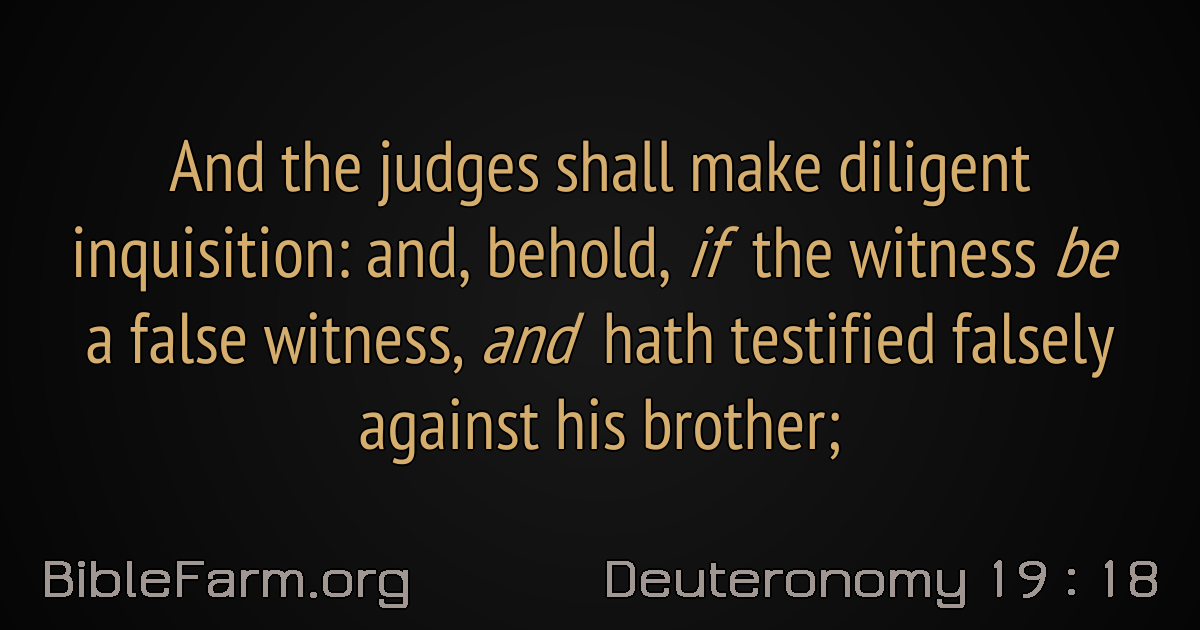 And the judges shall make diligent
inquisition: and, behold, if the witness be
a false witness, and hath testified falsely
against his brother;
BibleFarm.org
Deuteronomy 19 : 18